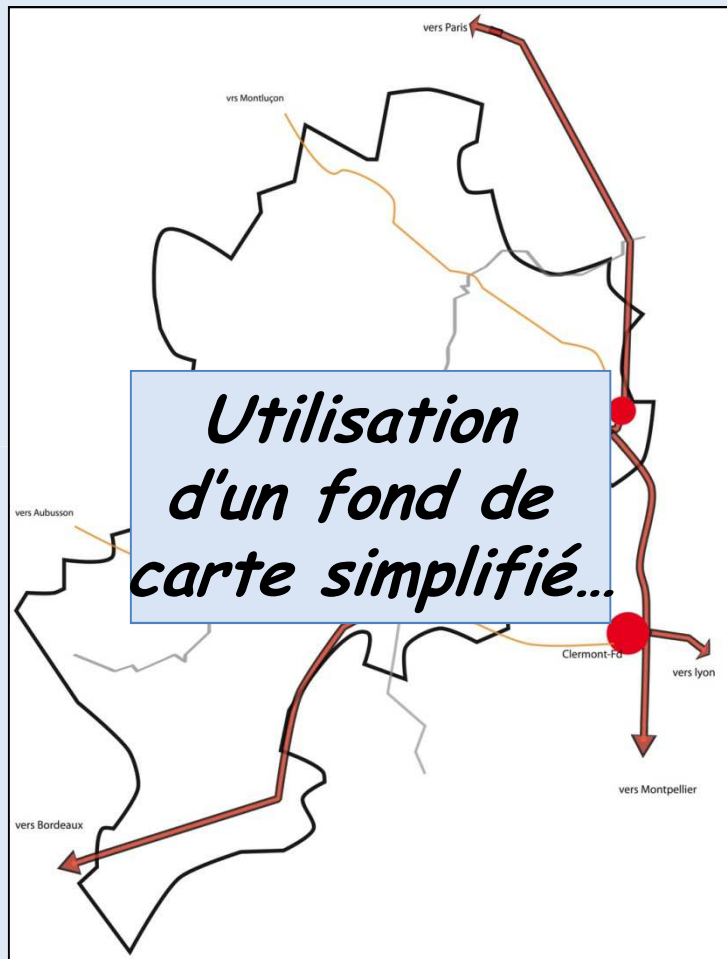 vers Paris
vrs Montluçon
Utilisation
d'un fond de
carte simplifié...
vers Aubusson
Clermont-Fd
vers lyon
vers Montpellier
vers Bordeaux